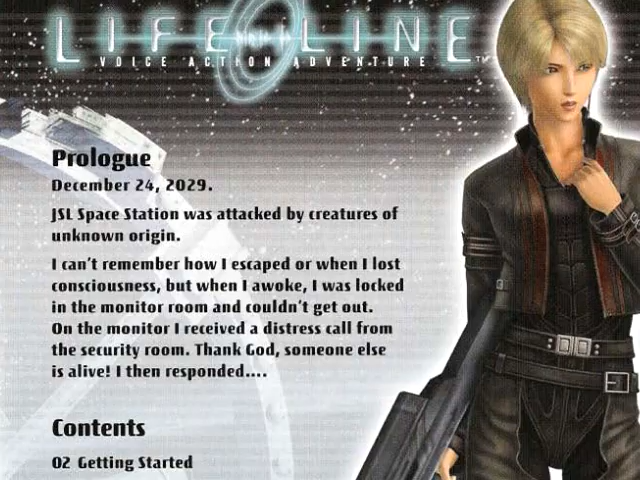 LIFELINE™
VOICE ACTION ADVENTURE
Prologue
December 24, 2029.
JSL Space Station was attacked by creatures of
unknown origin.
I can't remember how I escaped or when I lost
consciousness, but when I awoke, I was locked
in the monitor room and couldn't get out.
On the monitor I received a distress call from
the security room. Thank God, someone else
is alive! I then responded....
Contents
02 Getting Started